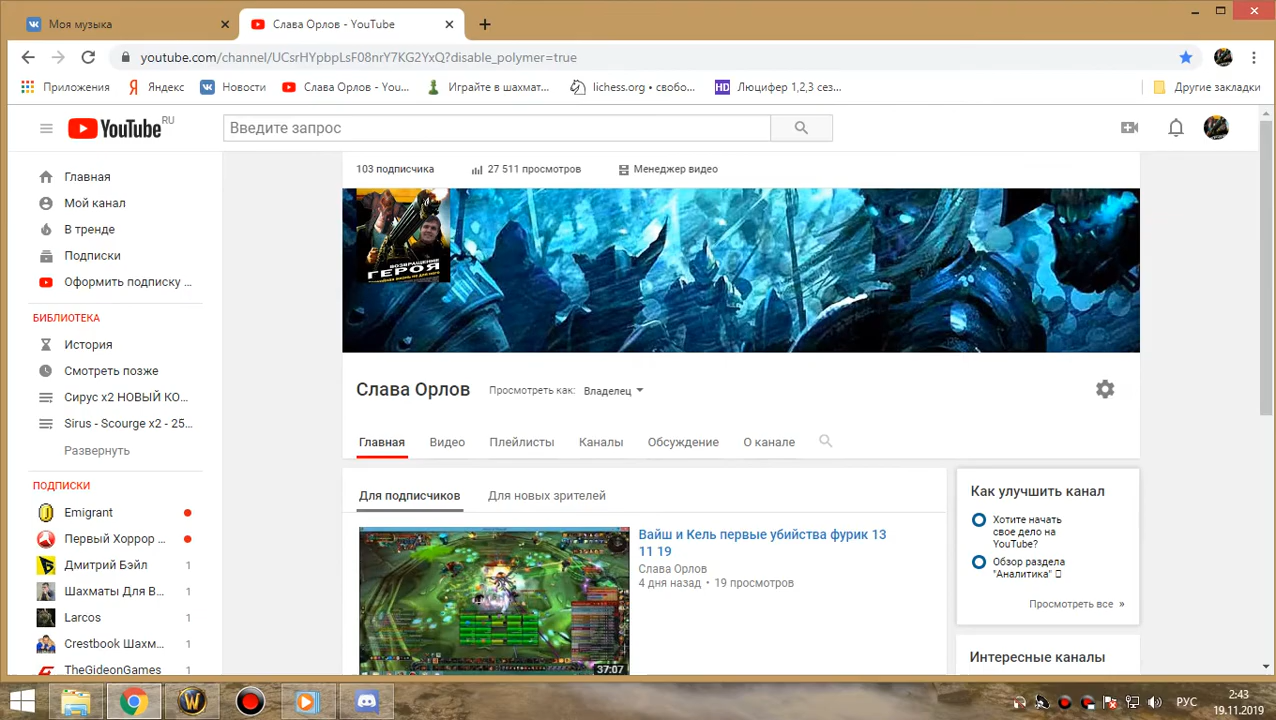 Моя музыка
Слава Орлов - YouTube
youtube.com/channel/UCsrHYpbpLsF08nrY7KG2YxQ?disable_polymer=true
Приложения
Яндекс
Новости
Слава Орлов - You...
Играйте в шахмат...
lichess.org • свобо...
HD
Люцифер 1,2,3 сез...
Другие закладки
YouTube RU
Введите запрос
103 подписчика
27 511 просмотров
Менеджер видео
Главная
Мой канал
В тренде
Подписки
Оформить подписку ...
БИБЛИОТЕКА
История
Смотреть позже
Сирус x2 НОВЫЙ КО...
Sirus - Scourge x2 - 25...
Развернуть
ПОДПИСКИ
Emigrant
Первый Хоррор ...
Дмитрий Бэйл 1
Шахматы Для В... 1
Larcos 1
Crestbook Шахм... 1
TheGideonGames 1
ВОЗВРАЩЕНИЕ
ГЕРОЯ
Слава Орлов
Просмотреть как: Владелец
Главная
Видео
Плейлисты
Каналы
Обсуждение
О канале
Для подписчиков
Для новых зрителей
Вайш и Кель первые убийства фурик 13
11 19
Слава Орлов
4 дня назад • 19 просмотров
37:07
Как улучшить канал
Хотите начать
свое дело на
YouTube?
Обзор раздела
"Аналитика"
Просмотреть все »
Интересные каналы
РУС
2:43
19.11.2019